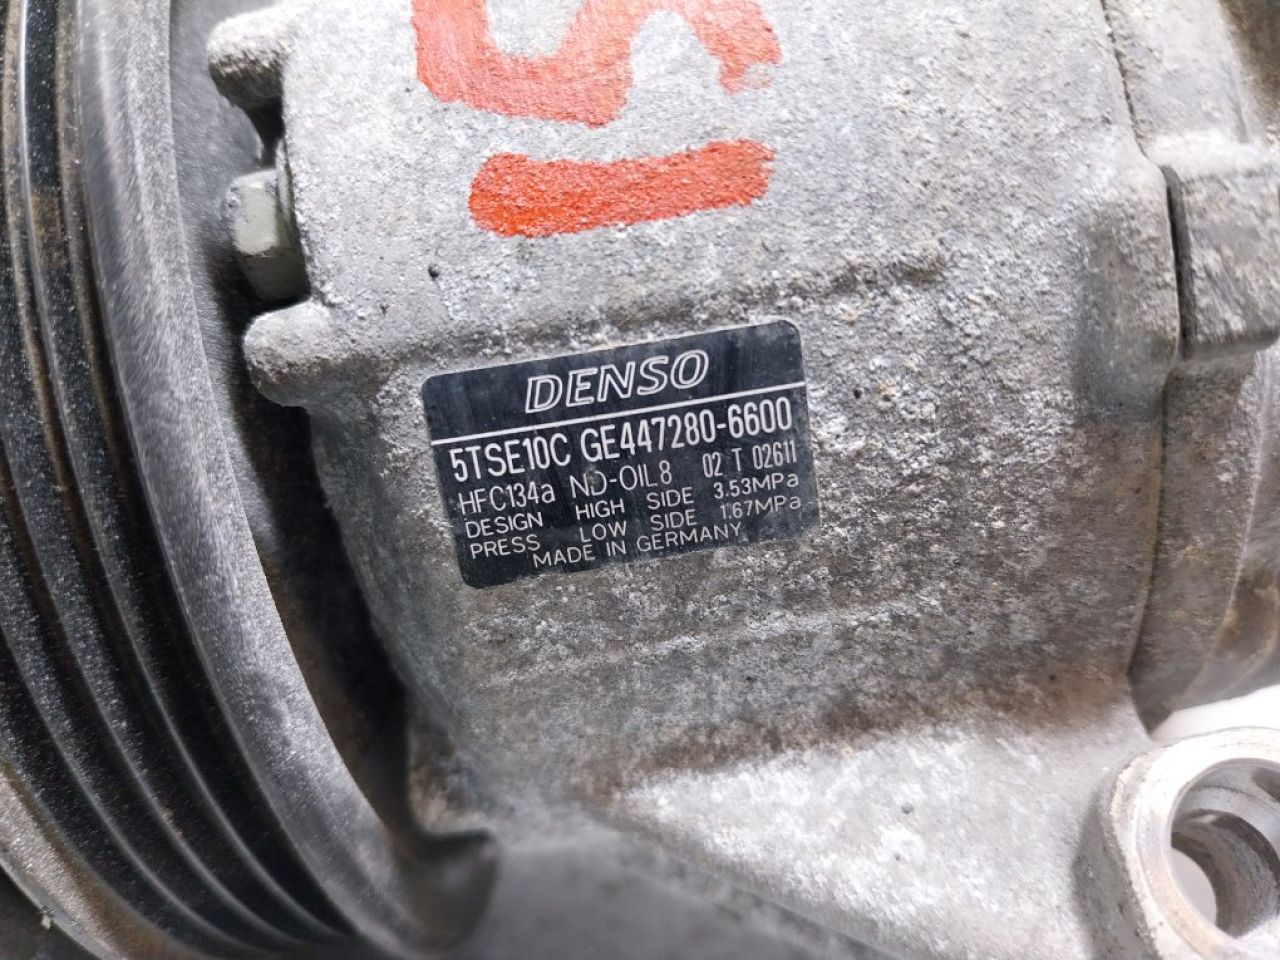 DENSO
5TSE10C GE447280-6600
HFC134a ND-OIL8 02 T 02611
DESIGN HIGH SIDE 3.53MPa
PRESS LOW SIDE 1.67MPa
MADE IN GERMANY